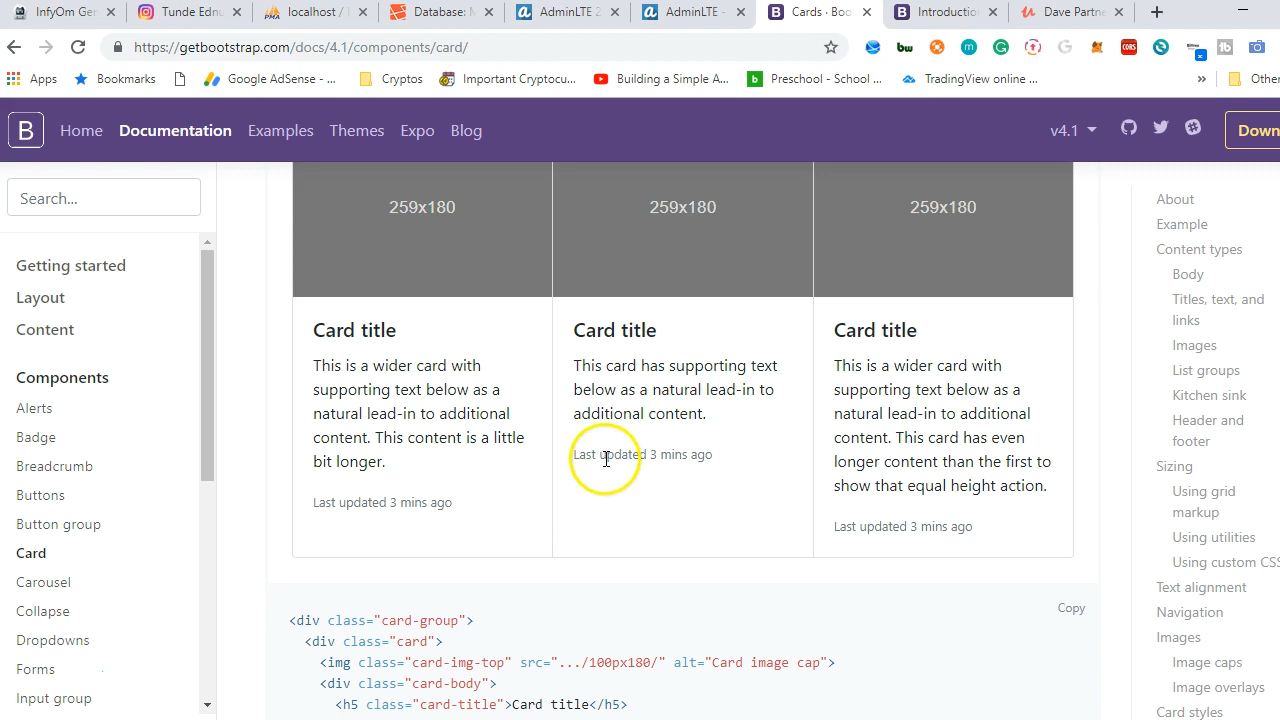 InfyOm Ger
Tunde Edn
localhost /
Database: M
AdminLTE 2
AdminLTE -
Cards · Boo
Introductio
Dave Partne
https://getbootstrap.com/docs/4.1/components/card/
Apps
Bookmarks
Google AdSense - ...
Cryptos
Important Cryptocu...
Building a Simple A...
Preschool - School ...
TradingView online ...
»
Other
B
Home
Documentation
Examples
Themes
Expo
Blog
v4.1
Down
Search...
Getting started
Layout
Content
Components
Alerts
Badge
Breadcrumb
Buttons
Button group
Card
Carousel
Collapse
Dropdowns
Forms
Input group
259x180
259x180
259x180
Card title
This is a wider card with
supporting text below as a
natural lead-in to additional
content. This content is a little
bit longer.
Last updated 3 mins ago
Card title
This card has supporting text
below as a natural lead-in to
additional content.
Last updated 3 mins ago
Card title
This is a wider card with
supporting text below as a
natural lead-in to additional
content. This card has even
longer content than the first to
show that equal height action.
Last updated 3 mins ago
Copy
<div class="card-group">
<div class="card">
<img class="card-img-top" src=".../100px180/" alt="Card image cap">
<div class="card-body">
<h5 class="card-title">Card title</h5>
About
Example
Content types
Body
Titles, text, and
links
Images
List groups
Kitchen sink
Header and
footer
Sizing
Using grid
markup
Using utilities
Using custom CSS
Text alignment
Navigation
Images
Image caps
Image overlays
Card styles